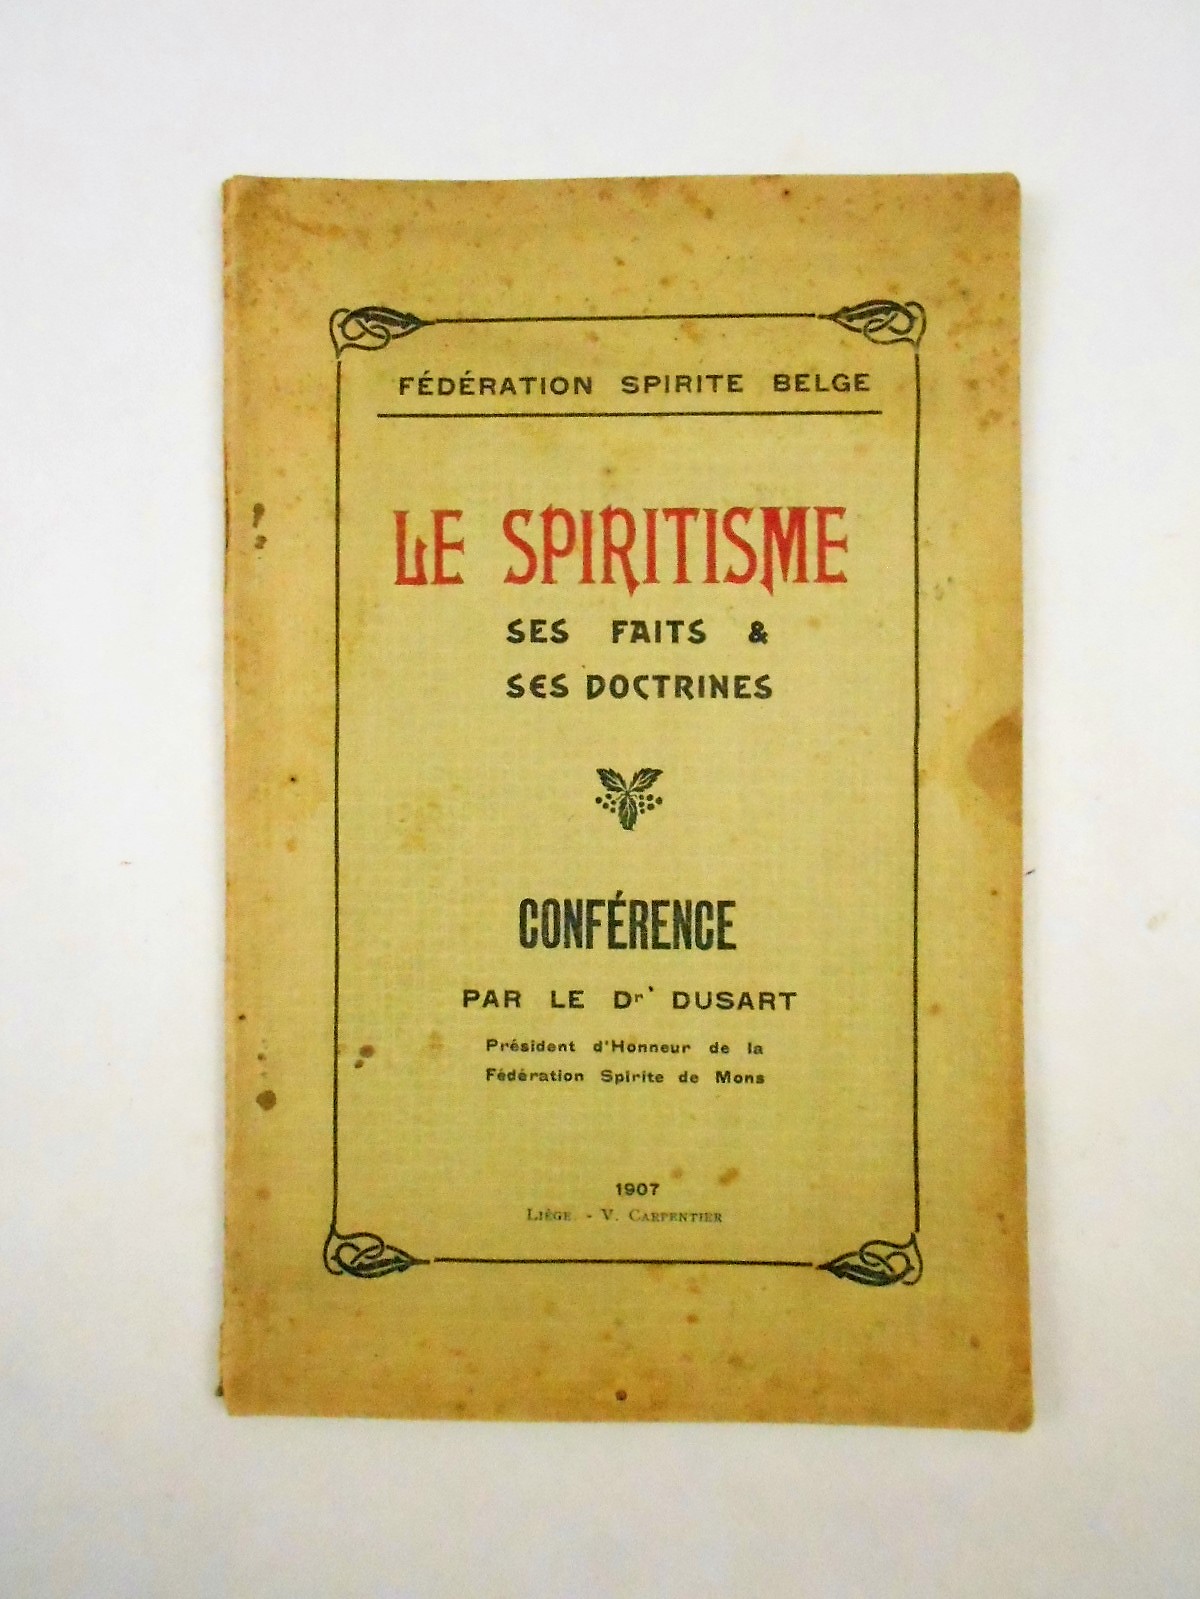 FÉDÉRATION SPIRITE BELGE
LE SPIRITISME
SES FAITS &
SES DOCTRINES
CONFÉRENCE
PAR LE Dr DUSART
Président d'Honneur de la
Fédération Spirite de Mons
1907
LIÈGE. - V. CARPENTIER